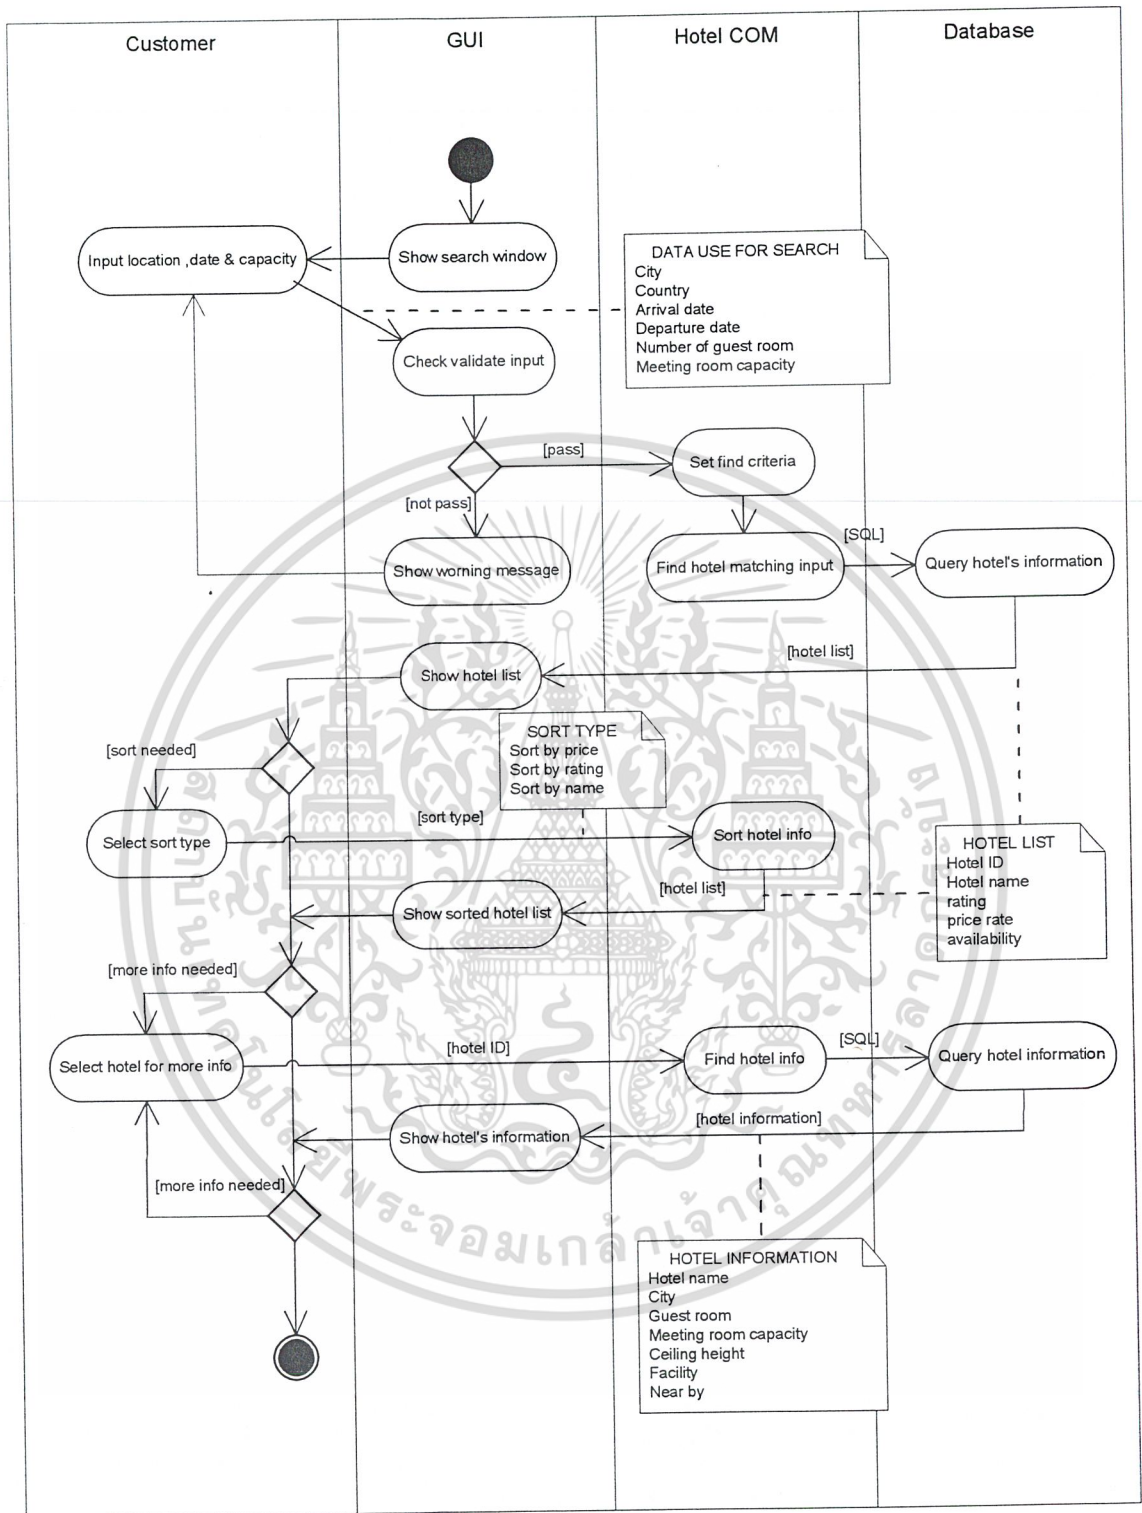 Customer
GUI
Hotel COM
Database
Show search window
Input location ,date & capacity
DATA USE FOR SEARCH
City
Country
Arrival date
Departure date
Number of guest room
Meeting room capacity
Check validate input
[pass]
Set find criteria
[not pass]
Show worning message
Find hotel matching input
[SQL]
Query hotel's information
[hotel list]
Show hotel list
SORT TYPE
Sort by price
Sort by rating
Sort by name
[sort needed]
Select sort type
[sort type]
Sort hotel info
HOTEL LIST
Hotel ID
Hotel name
rating
price rate
availability
[hotel list]
Show sorted hotel list
[more info needed]
Select hotel for more info
[hotel ID]
Find hotel info
[SQL]
Query hotel information
[hotel information]
Show hotel's information
[more info needed]
HOTEL INFORMATION
Hotel name
City
Guest room
Meeting room capacity
Ceiling height
Facility
Near by